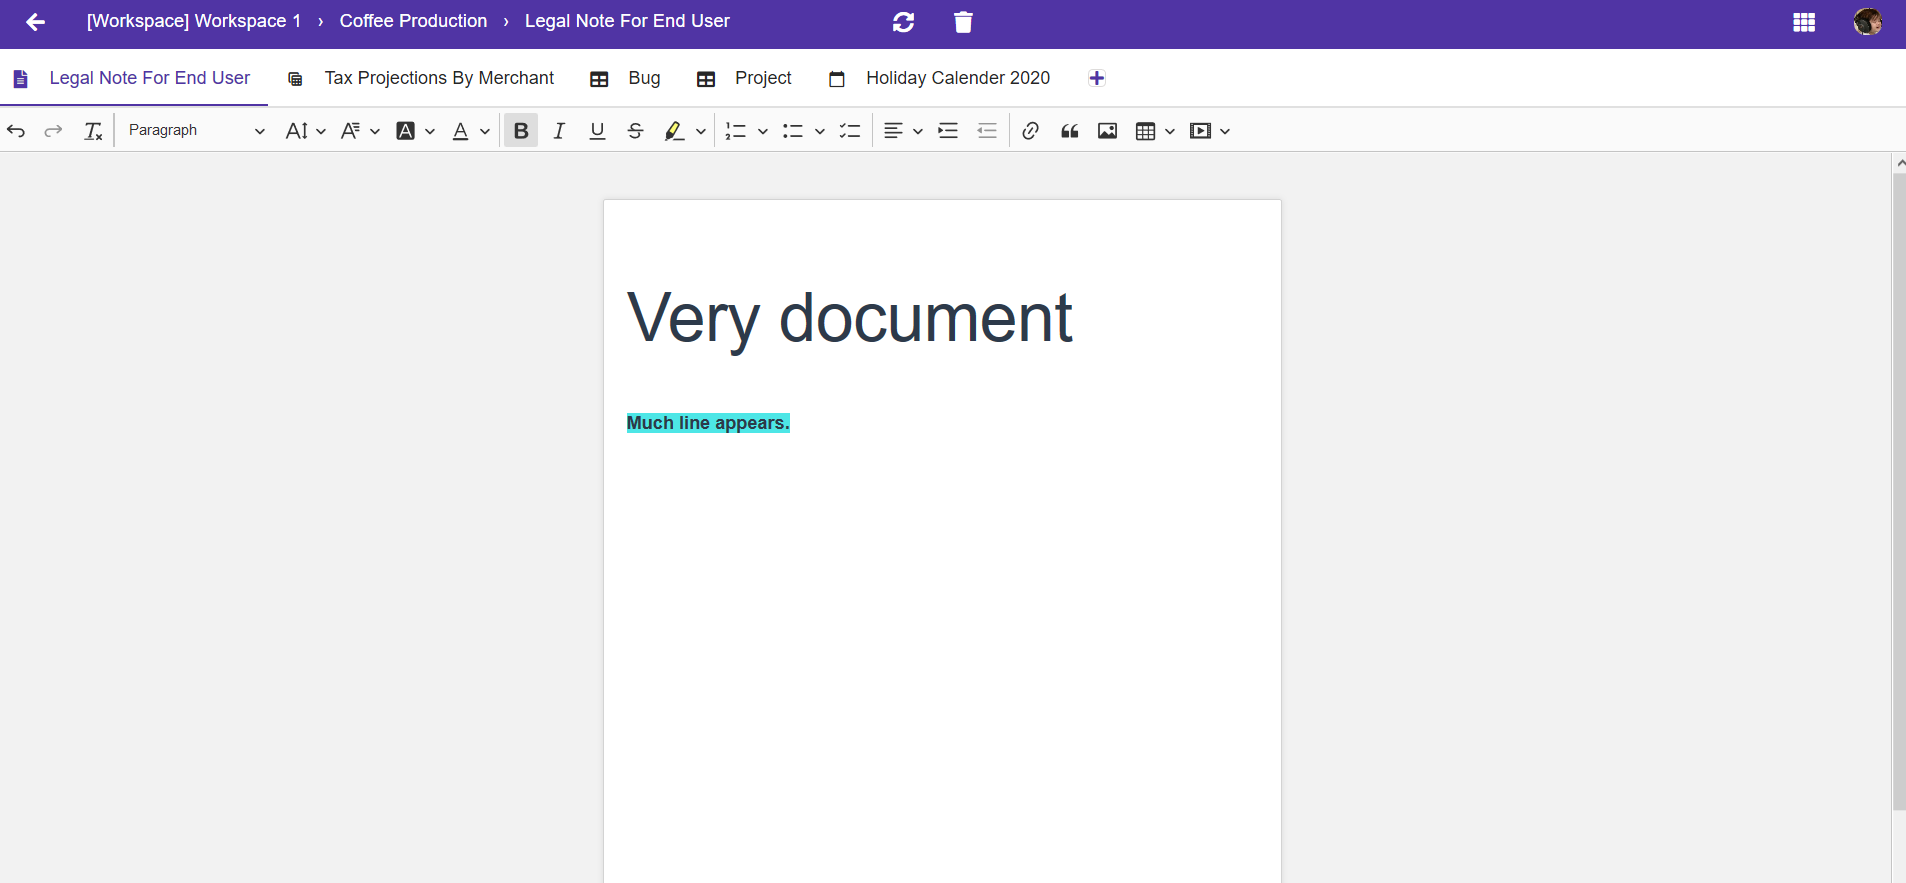 [Workspace] Workspace 1 › Coffee Production › Legal Note For End User
Legal Note For End User Tax Projections By Merchant Bug Project Holiday Calender 2020
Paragraph
Very document
Much line appears.